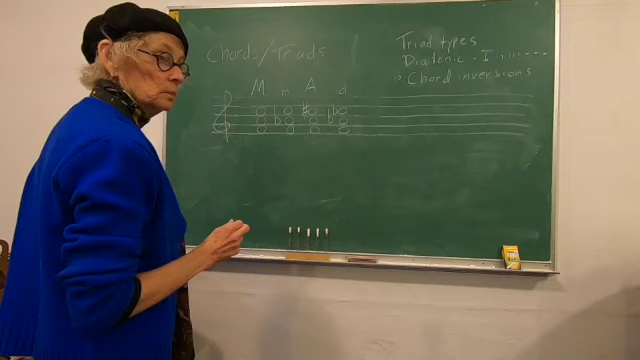 Chords/Triads
Triad types
Diatonic · I ii iii ····
Chord inversions
M m A d